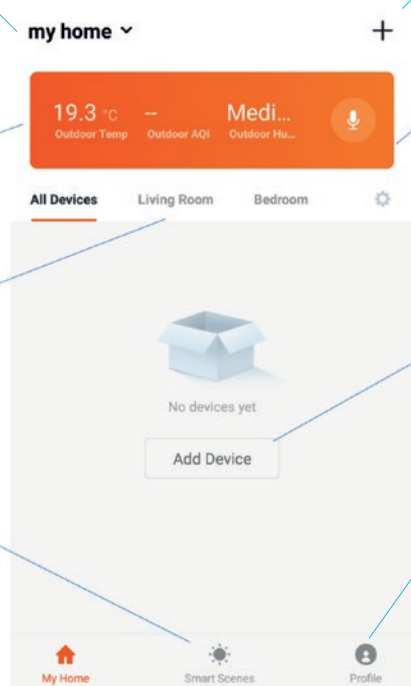 my home
19.3 °C -- Medi...
Outdoor Temp Outdoor AQI Outdoor Hu...
All Devices Living Room Bedroom
No devices yet
Add Device
My Home Smart Scenes Profile